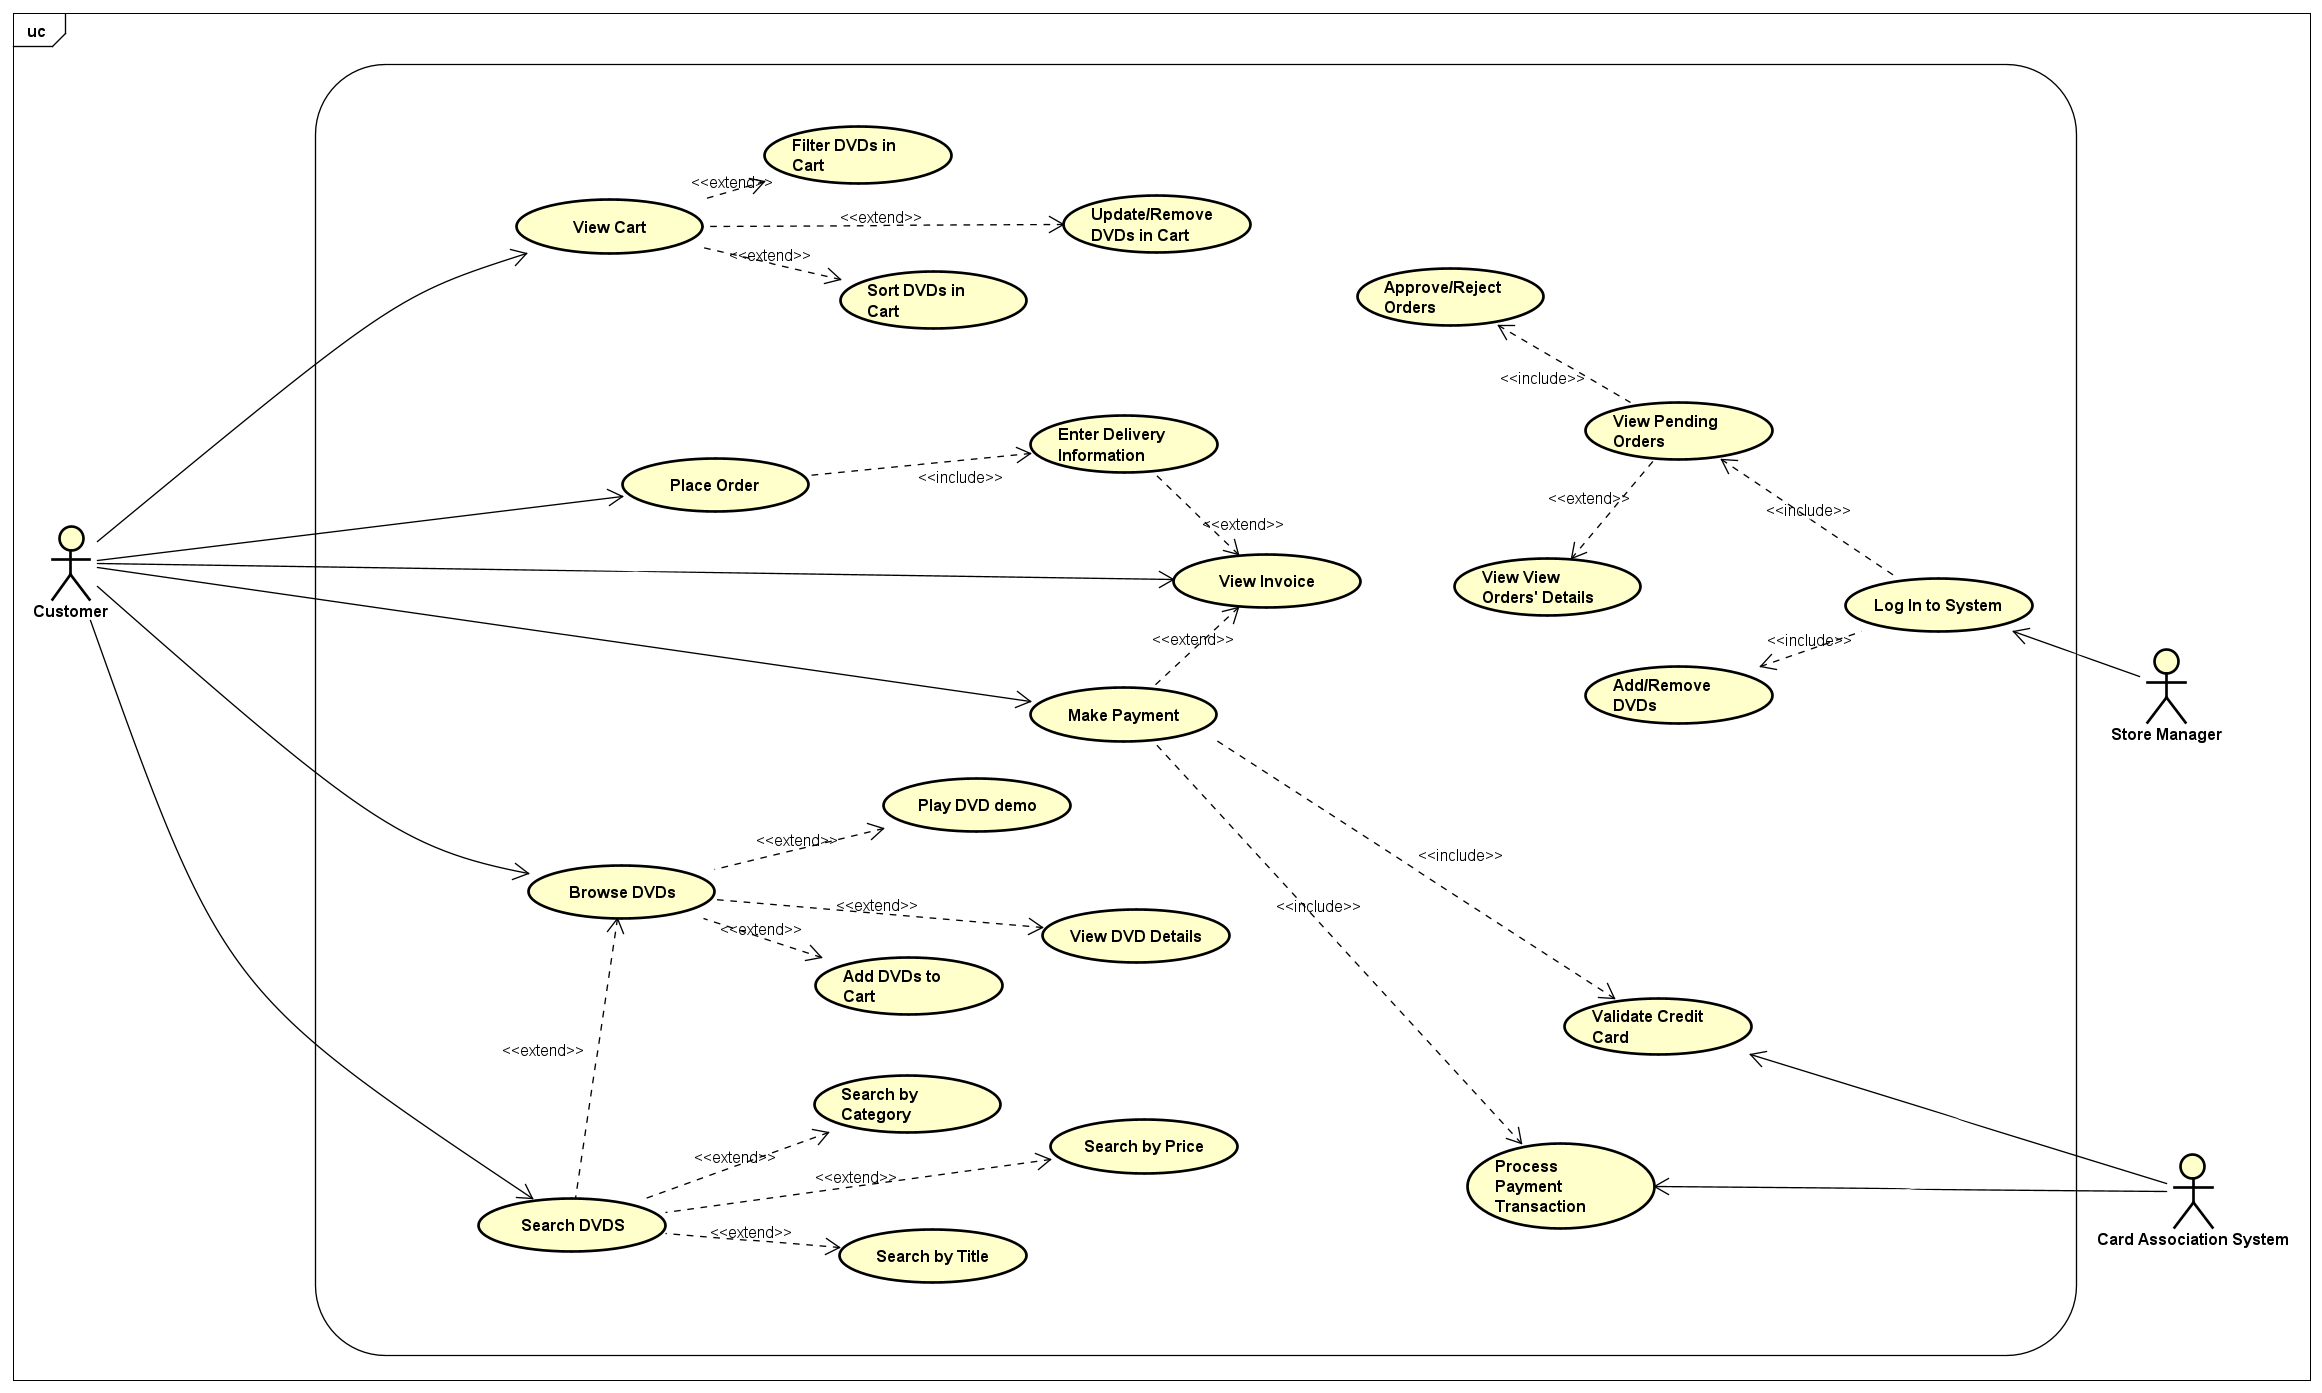 uc
Filter DVDs in
Cart
<<extend>>
View Cart
<<extend>>
Update/Remove
DVDs in Cart
<<extend>>
Sort DVDs in
Cart
Approve/Reject
Orders
<<include>>
View Pending
Orders
Enter Delivery
Information
Place Order
<<include>>
<<extend>>
<<extend>>
<<include>>
View Invoice
View View
Orders' Details
Log In to System
Customer
<<extend>>
<<include>>
Add/Remove
DVDs
Make Payment
Store Manager
Play DVD demo
<<extend>>
<<include>>
Browse DVDs
<<extend>>
<<include>>
<<extend>>
View DVD Details
Add DVDs to
Cart
Validate Credit
Card
<<extend>>
Search by
Category
<<extend>>
Search by Price
<<extend>>
Process
Payment
Transaction
Search DVDS
<<extend>>
Search by Title
Card Association System